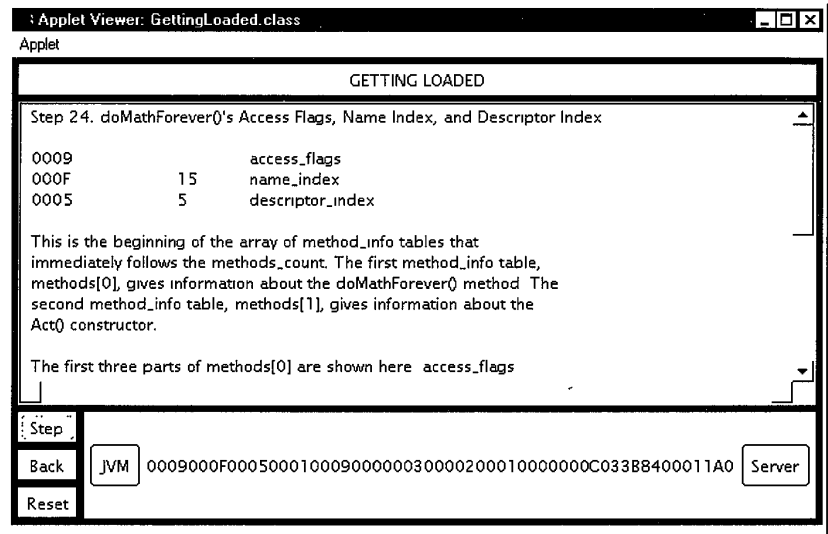 Applet Viewer: GettingLoaded.class
Applet
GETTING LOADED
Step 24. doMathForever()'s Access Flags, Name Index, and Descriptor Index
0009 access_flags
000F 15 name_index
0005 5 descriptor_index
This is the beginning of the array of method_info tables that
immediately follows the methods_count. The first method_info table,
methods[0], gives information about the doMathForever() method The
second method_info table, methods[1], gives information about the
Act() constructor.
The first three parts of methods[0] are shown here access_flags
Step
Back
JVM 0009000F00050001000900000030000200010000000C033B8400011A0 Server
Reset